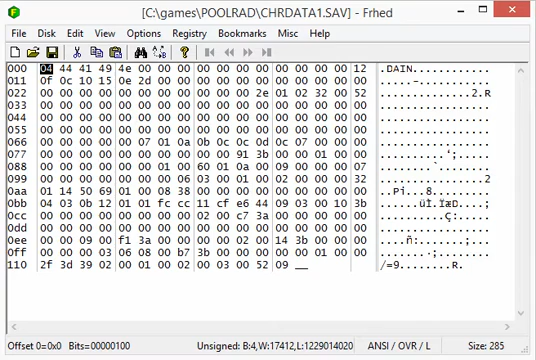 [C:\games\POOLRAD\CHRDATA1.SAV] - Frhed
File Disk Edit View Options Registry Bookmarks Misc Help
000 04 44 41 49 4e 00 00 00 00 00 00 00 00 00 00 00 12 .DAIN............
011 0f 0c 10 15 0e 2d 00 00 00 00 00 00 00 00 00 00 00 .....-...........
022 00 00 00 00 00 00 00 00 00 00 00 2e 01 02 32 00 52 ..............2.R
033 00 00 00 00 00 00 00 00 00 00 00 00 00 00 00 00 00 .................
044 00 00 00 00 00 00 00 00 00 00 00 00 00 00 00 00 00 .................
055 00 00 00 00 00 00 00 00 00 00 00 00 00 00 00 00 00 .................
066 00 00 00 00 00 07 01 0a 0b 0c 0c 0d 0c 07 00 00 00 .................
077 00 00 00 00 00 00 00 00 00 00 91 3b 00 00 01 00 00 ..........‘;.....
088 00 00 00 00 01 00 60 01 0a 00 09 00 00 00 00 00 07 ......`..........
099 00 00 00 00 00 00 06 03 00 01 00 02 00 00 00 00 32 ................2
0aa 01 14 50 69 01 00 08 38 00 00 00 00 00 00 00 00 00 ..Pi...8.........
0bb 04 03 0b 12 01 01 fc cc 11 cf e6 44 09 03 00 10 3b ......üÌ.ÏæD....;
0cc 00 00 00 00 00 00 00 00 02 00 c7 3a 00 00 00 00 00 ..........Ç:.....
0dd 00 00 00 00 00 00 00 00 00 00 00 00 00 00 00 00 00 .................
0ee 00 00 09 00 f1 3a 00 00 00 00 02 00 14 3b 00 00 00 ....ñ:.......;...
0ff 00 00 00 03 06 08 00 b7 3b 00 00 00 00 00 01 00 00 .......·;........
110 2f 3d 39 02 00 01 00 02 00 03 00 52 09 __ /=9........R.
Offset 0=0x0 Bits=00000100 Unsigned: B:4,W:17412,L:1229014020 ANSI / OVR / L Size: 285